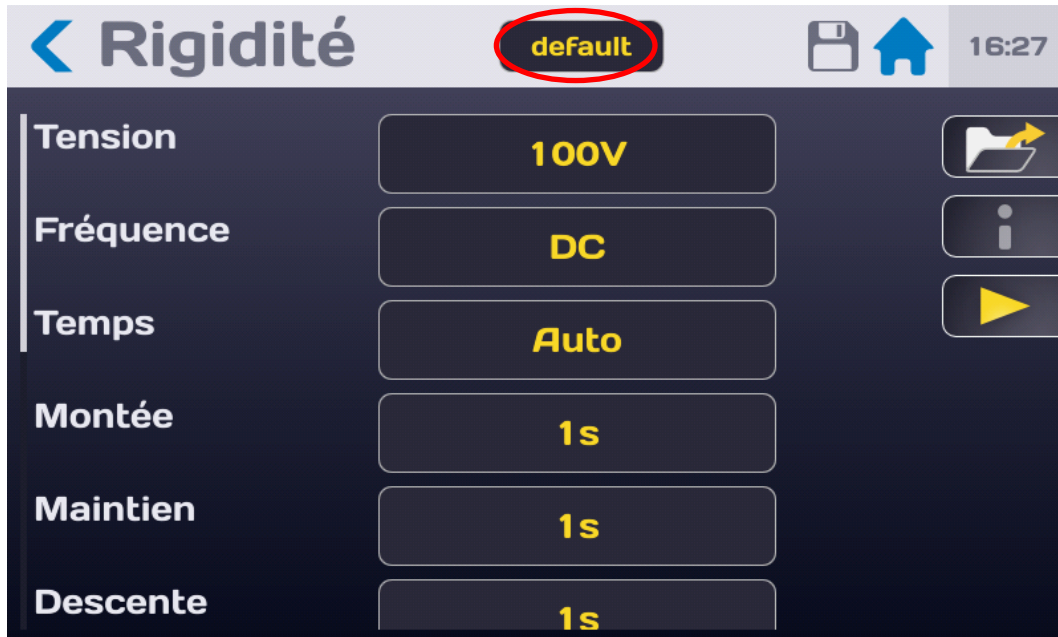 Rigidité default 16:27
Tension 100V
Fréquence DC
Temps Auto
Montée 1s
Maintien 1s
Descente 1s